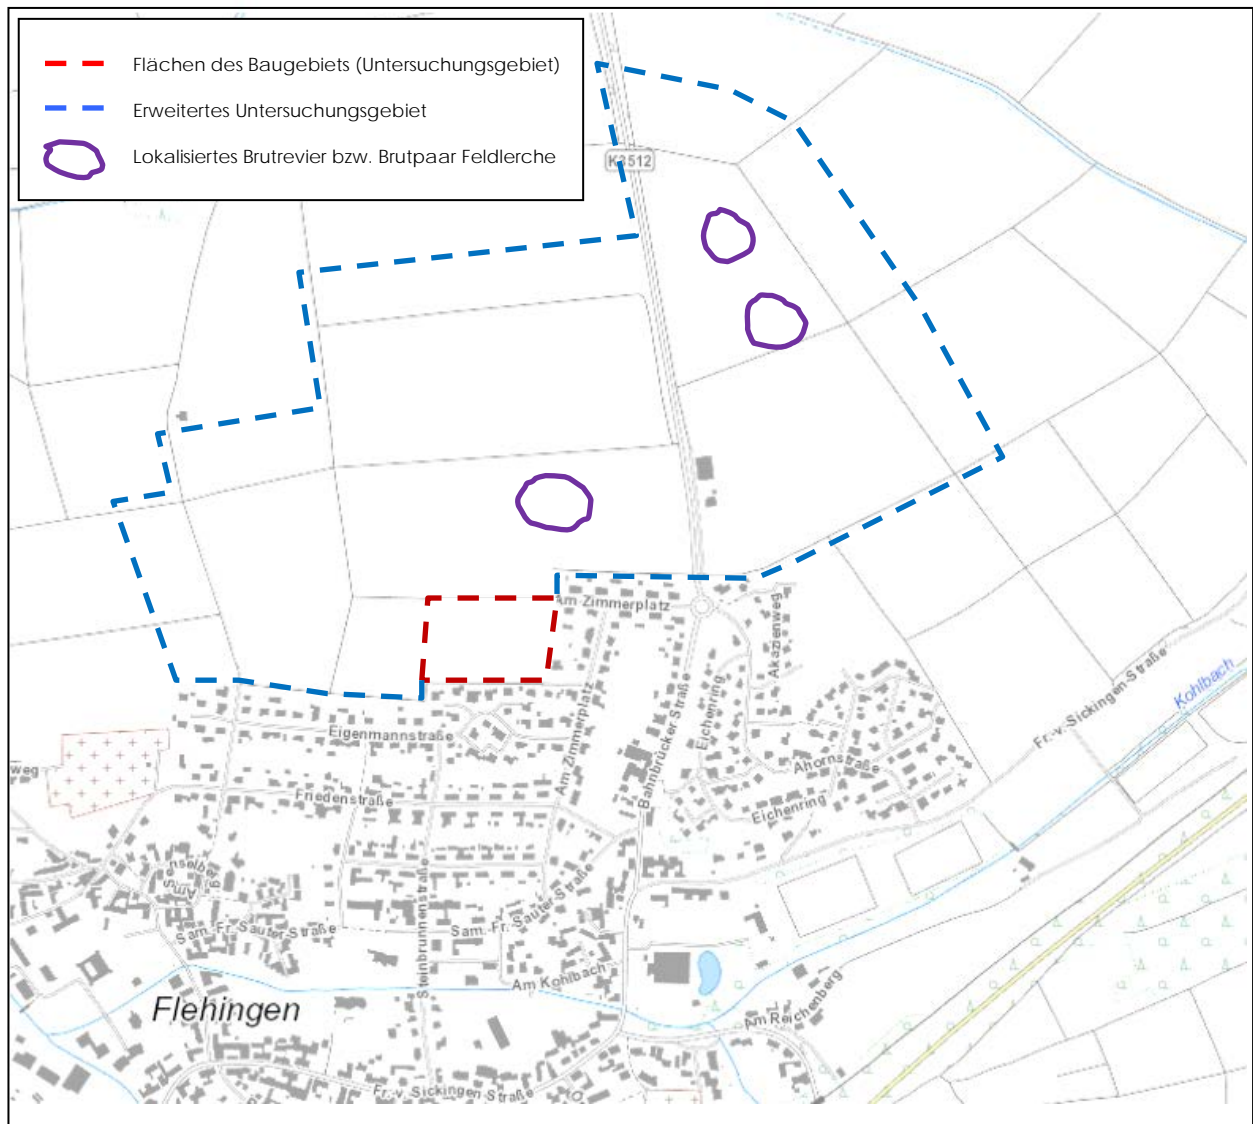 Flächen des Baugebiets (Untersuchungsgebiet)
Erweitertes Untersuchungsgebiet
Lokalisiertes Brutrevier bzw. Brutpaar Feldlerche
K3512
Am Zimmerplatz
Akazienweg
Eichenring
Bahnbrücker Straße
Am Zimmerplatz
Eigenmannstraße
Friedenstraße
Ahornstraße
Eichenring
Fr.-v.-Sickingen-Straße
Kohlbach
weg
Steinbrunnenstraße
Sam.-Fr.-Sauter-Straße
Sam.-Fr.-Sauter-Straße
Am Kohlbach
Am Reichenberg
Flehingen
Fr.-v. Sickingen Straße